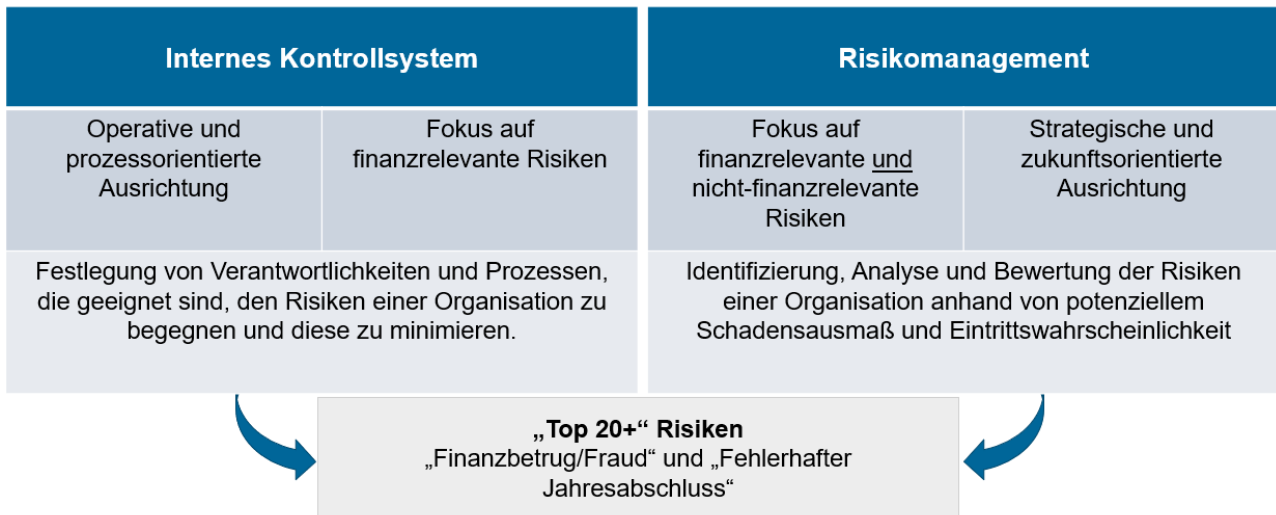 Internes Kontrollsystem
Risikomanagement
Operative und
prozessorientierte
Ausrichtung
Fokus auf
finanzrelevante Risiken
Fokus auf
finanzrelevante und
nicht-finanzrelevante
Risiken
Strategische und
zukunftsorientierte
Ausrichtung
Festlegung von Verantwortlichkeiten und Prozessen,
die geeignet sind, den Risiken einer Organisation zu
begegnen und diese zu minimieren.
Identifizierung, Analyse und Bewertung der Risiken
einer Organisation anhand von potenziellem
Schadensausmaß und Eintrittswahrscheinlichkeit
„Top 20+“ Risiken
„Finanzbetrug/Fraud“ und „Fehlerhafter
Jahresabschluss“